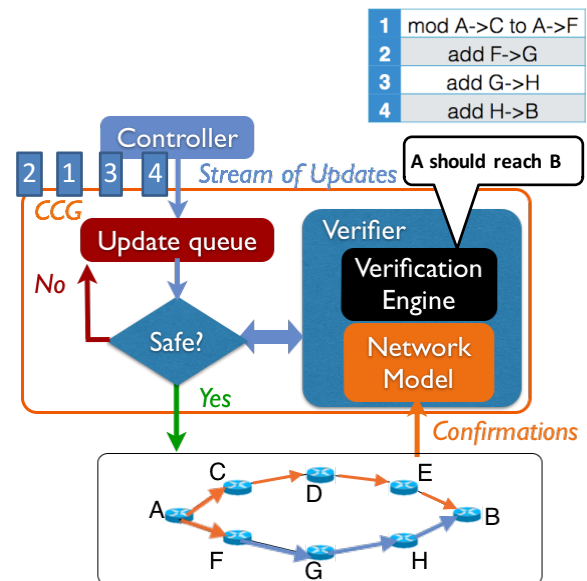 1 mod A->C to A->F
2 add F->G
3 add G->H
4 add H->B
Controller
2 1 3 4
Stream of Updates
A should reach B
CCG
Update queue
Verifier
Verification
Engine
No
Safe?
Network
Model
Yes
Confirmations
C
D
E
A
B
F
G
H